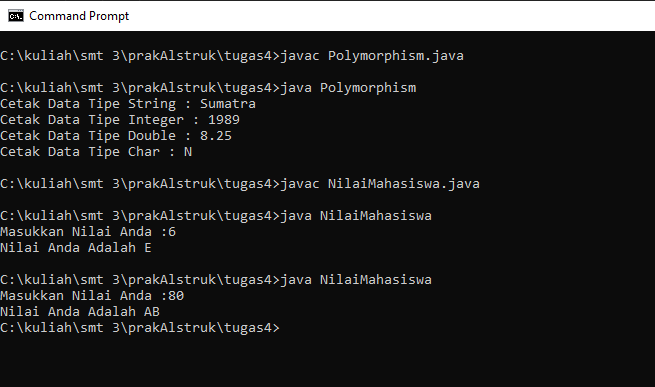 Command Prompt
C:\kuliah\smt 3\prakAlstruk\tugas4>javac Polymorphism.java
C:\kuliah\smt 3\prakAlstruk\tugas4>java Polymorphism
Cetak Data Tipe String : Sumatra
Cetak Data Tipe Integer : 1989
Cetak Data Tipe Double : 8.25
Cetak Data Tipe Char : N
C:\kuliah\smt 3\prakAlstruk\tugas4>javac NilaiMahasiswa.java
C:\kuliah\smt 3\prakAlstruk\tugas4>java NilaiMahasiswa
Masukkan Nilai Anda :6
Nilai Anda Adalah E
C:\kuliah\smt 3\prakAlstruk\tugas4>java NilaiMahasiswa
Masukkan Nilai Anda :80
Nilai Anda Adalah AB
C:\kuliah\smt 3\prakAlstruk\tugas4>